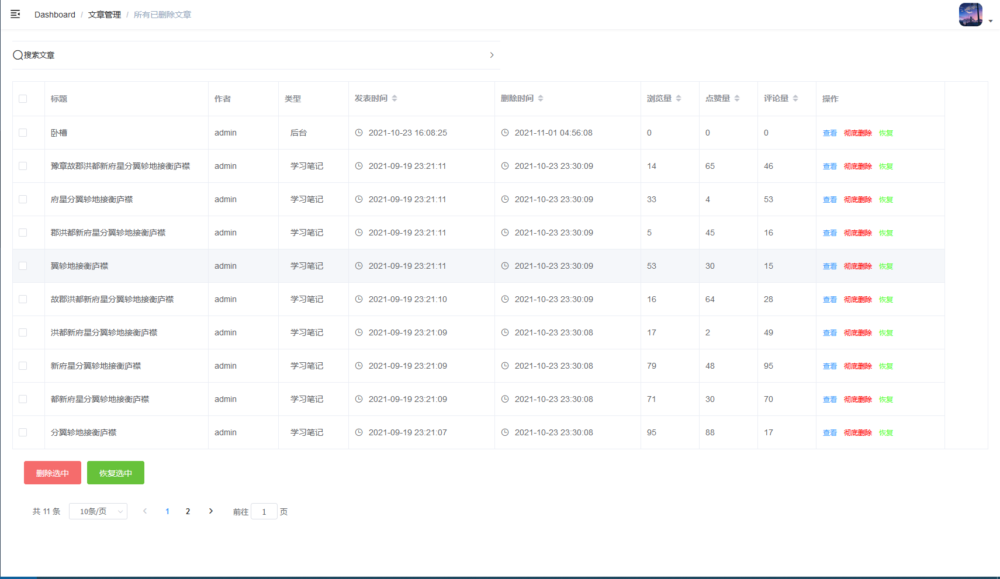 Dashboard / 文章管理 / 所有已删除文章
搜索文章
标题 作者 类型 发表时间 删除时间 浏览量 点赞量 评论量 操作
卧槽 admin 后台 2021-10-23 16:08:25 2021-11-01 04:56:08 0 0 0 查看 彻底删除 恢复
豫章故郡洪都新府星分翼轸地接衡庐襟 admin 学习笔记 2021-09-19 23:21:11 2021-10-23 23:30:09 14 65 46 查看 彻底删除 恢复
府星分翼轸地接衡庐襟 admin 学习笔记 2021-09-19 23:21:11 2021-10-23 23:30:09 33 4 53 查看 彻底删除 恢复
郡洪都新府星分翼轸地接衡庐襟 admin 学习笔记 2021-09-19 23:21:11 2021-10-23 23:30:09 5 45 16 查看 彻底删除 恢复
翼轸地接衡庐襟 admin 学习笔记 2021-09-19 23:21:11 2021-10-23 23:30:09 53 30 15 查看 彻底删除 恢复
故郡洪都新府星分翼轸地接衡庐襟 admin 学习笔记 2021-09-19 23:21:10 2021-10-23 23:30:09 16 64 28 查看 彻底删除 恢复
洪都新府星分翼轸地接衡庐襟 admin 学习笔记 2021-09-19 23:21:09 2021-10-23 23:30:08 17 2 49 查看 彻底删除 恢复
新府星分翼轸地接衡庐襟 admin 学习笔记 2021-09-19 23:21:09 2021-10-23 23:30:08 79 48 95 查看 彻底删除 恢复
都新府星分翼轸地接衡庐襟 admin 学习笔记 2021-09-19 23:21:09 2021-10-23 23:30:08 71 30 70 查看 彻底删除 恢复
分翼轸地接衡庐襟 admin 学习笔记 2021-09-19 23:21:07 2021-10-23 23:30:08 95 88 17 查看 彻底删除 恢复
删除选中 恢复选中
共 11 条 10条/页 1 2 前往 1 页